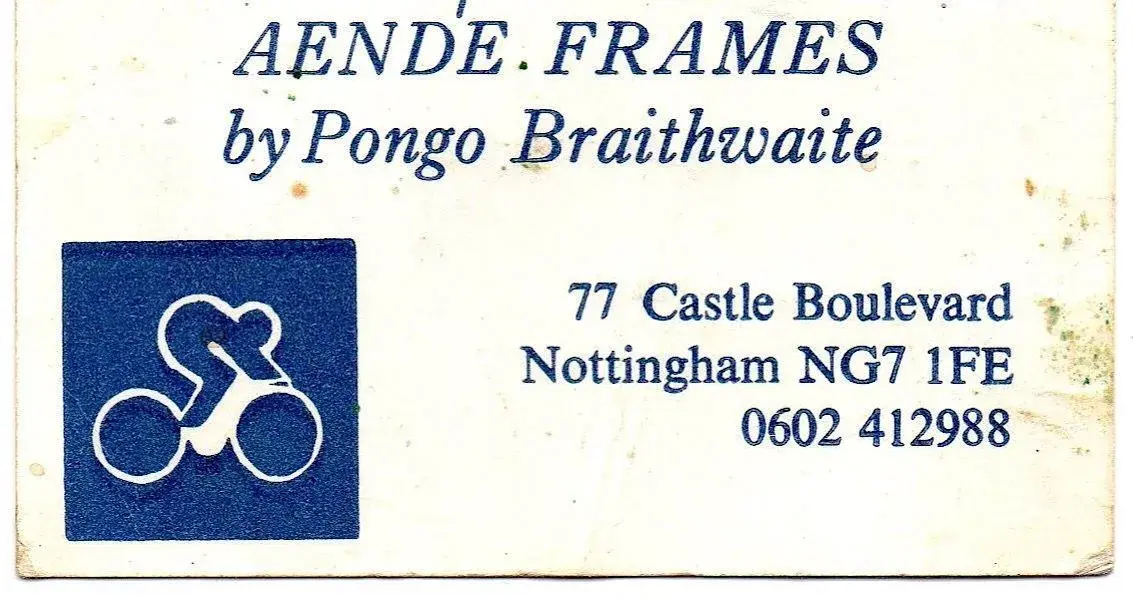 AENDE FRAMES
by Pongo Braithwaite
77 Castle Boulevard
Nottingham NG7 1FE
0602 412988